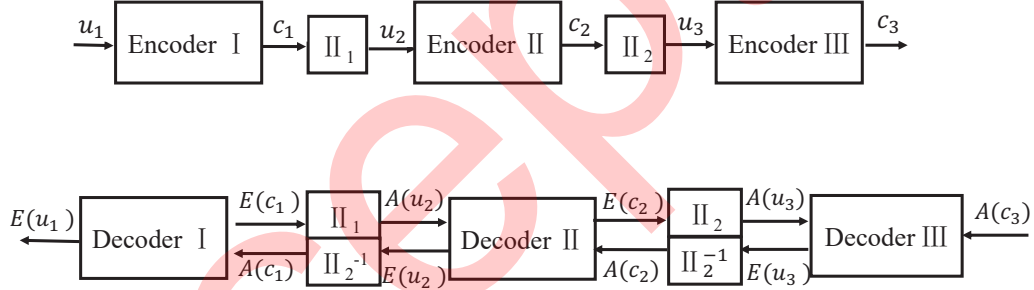 u₁ Encoder Ⅰ c₁ Ⅱ₁ u₂ Encoder Ⅱ c₂ Ⅱ₂ u₃ Encoder Ⅲ c₃
E(c₁) A(u₂) E(c₂) A(u₃)
E(u₁) Decoder Ⅰ Ⅱ₁ Decoder Ⅱ Ⅱ₂ Decoder Ⅲ A(c₃)
A(c₁) Ⅱ₂⁻¹ E(u₂) A(c₂) Ⅱ₂⁻¹ E(u₃)